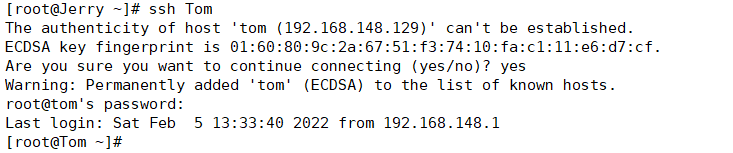 [root@Jerry ~]# ssh Tom
The authenticity of host 'tom (192.168.148.129)' can't be established.
ECDSA key fingerprint is 01:60:80:9c:2a:67:51:f3:74:10:fa:c1:11:e6:d7:cf.
Are you sure you want to continue connecting (yes/no)? yes
Warning: Permanently added 'tom' (ECDSA) to the list of known hosts.
root@tom's password:
Last login: Sat Feb  5 13:33:40 2022 from 192.168.148.1
[root@Tom ~]#